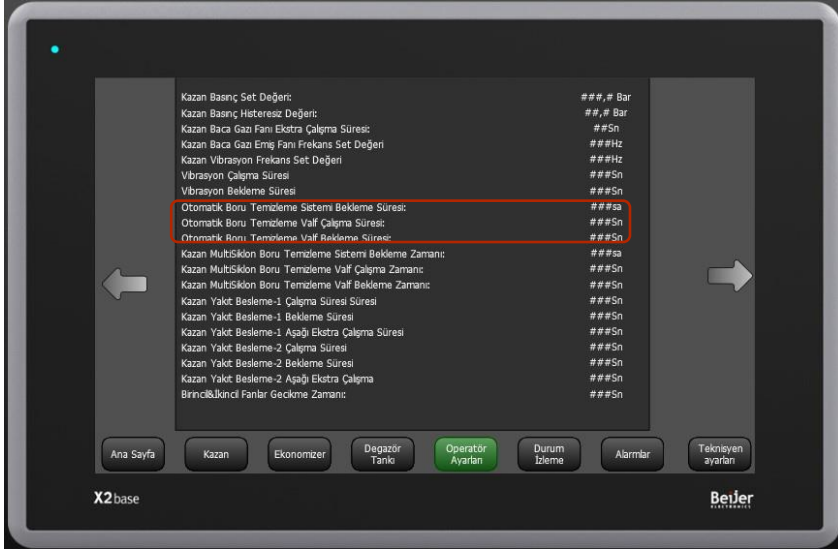 Kazan Basınç Set Değeri: ###,# Bar
Kazan Basınç Histeresiz Değeri: ##,# Bar
Kazan Baca Gazı Fanı Ekstra Çalışma Süresi: ##Sn
Kazan Baca Gazı Emiş Fanı Frekans Set Değeri ###Hz
Kazan Vibrasyon Frekans Set Değeri ###Hz
Vibrasyon Çalışma Süresi ###Sn
Vibrasyon Bekleme Süresi ###Sn
Otomatik Boru Temizleme Sistemi Bekleme Süresi: ###sa
Otomatik Boru Temizleme Valf Çalışma Süresi: ###Sn
Otomatik Boru Temizleme Valf Bekleme Süresi: ###Sn
Kazan MultiSiklon Boru Temizleme Sistemi Bekleme Zamanı: ###sa
Kazan MultiSiklon Boru Temizleme Valf Çalışma Zamanı: ###Sn
Kazan MultiSiklon Boru Temizleme Valf Bekleme Zamanı: ###Sn
Kazan Yakıt Besleme-1 Çalışma Süresi Süresi ###Sn
Kazan Yakıt Besleme-1 Bekleme Süresi ###Sn
Kazan Yakıt Besleme-1 Aşağı Ekstra Çalışma Süresi ###Sn
Kazan Yakıt Besleme-2 Çalışma Süresi ###Sn
Kazan Yakıt Besleme-2 Bekleme Süresi ###Sn
Kazan Yakıt Besleme-2 Aşağı Ekstra Çalışma ###Sn
Birincil&İkincil Fanlar Gecikme Zamanı: ###Sn
Ana Sayfa
Kazan
Ekonomizer
Degazör
Tankı
Operatör
Ayarları
Durum
İzleme
Alarmlar
Teknisyen
ayarları
X2base
Beijer
ELECTRONICS